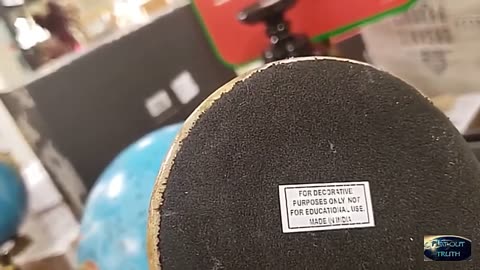 FOR DECORATIVE
PURPOSES ONLY NOT
FOR EDUCATIONAL USE.
MADE IN INDIA
TRUTH